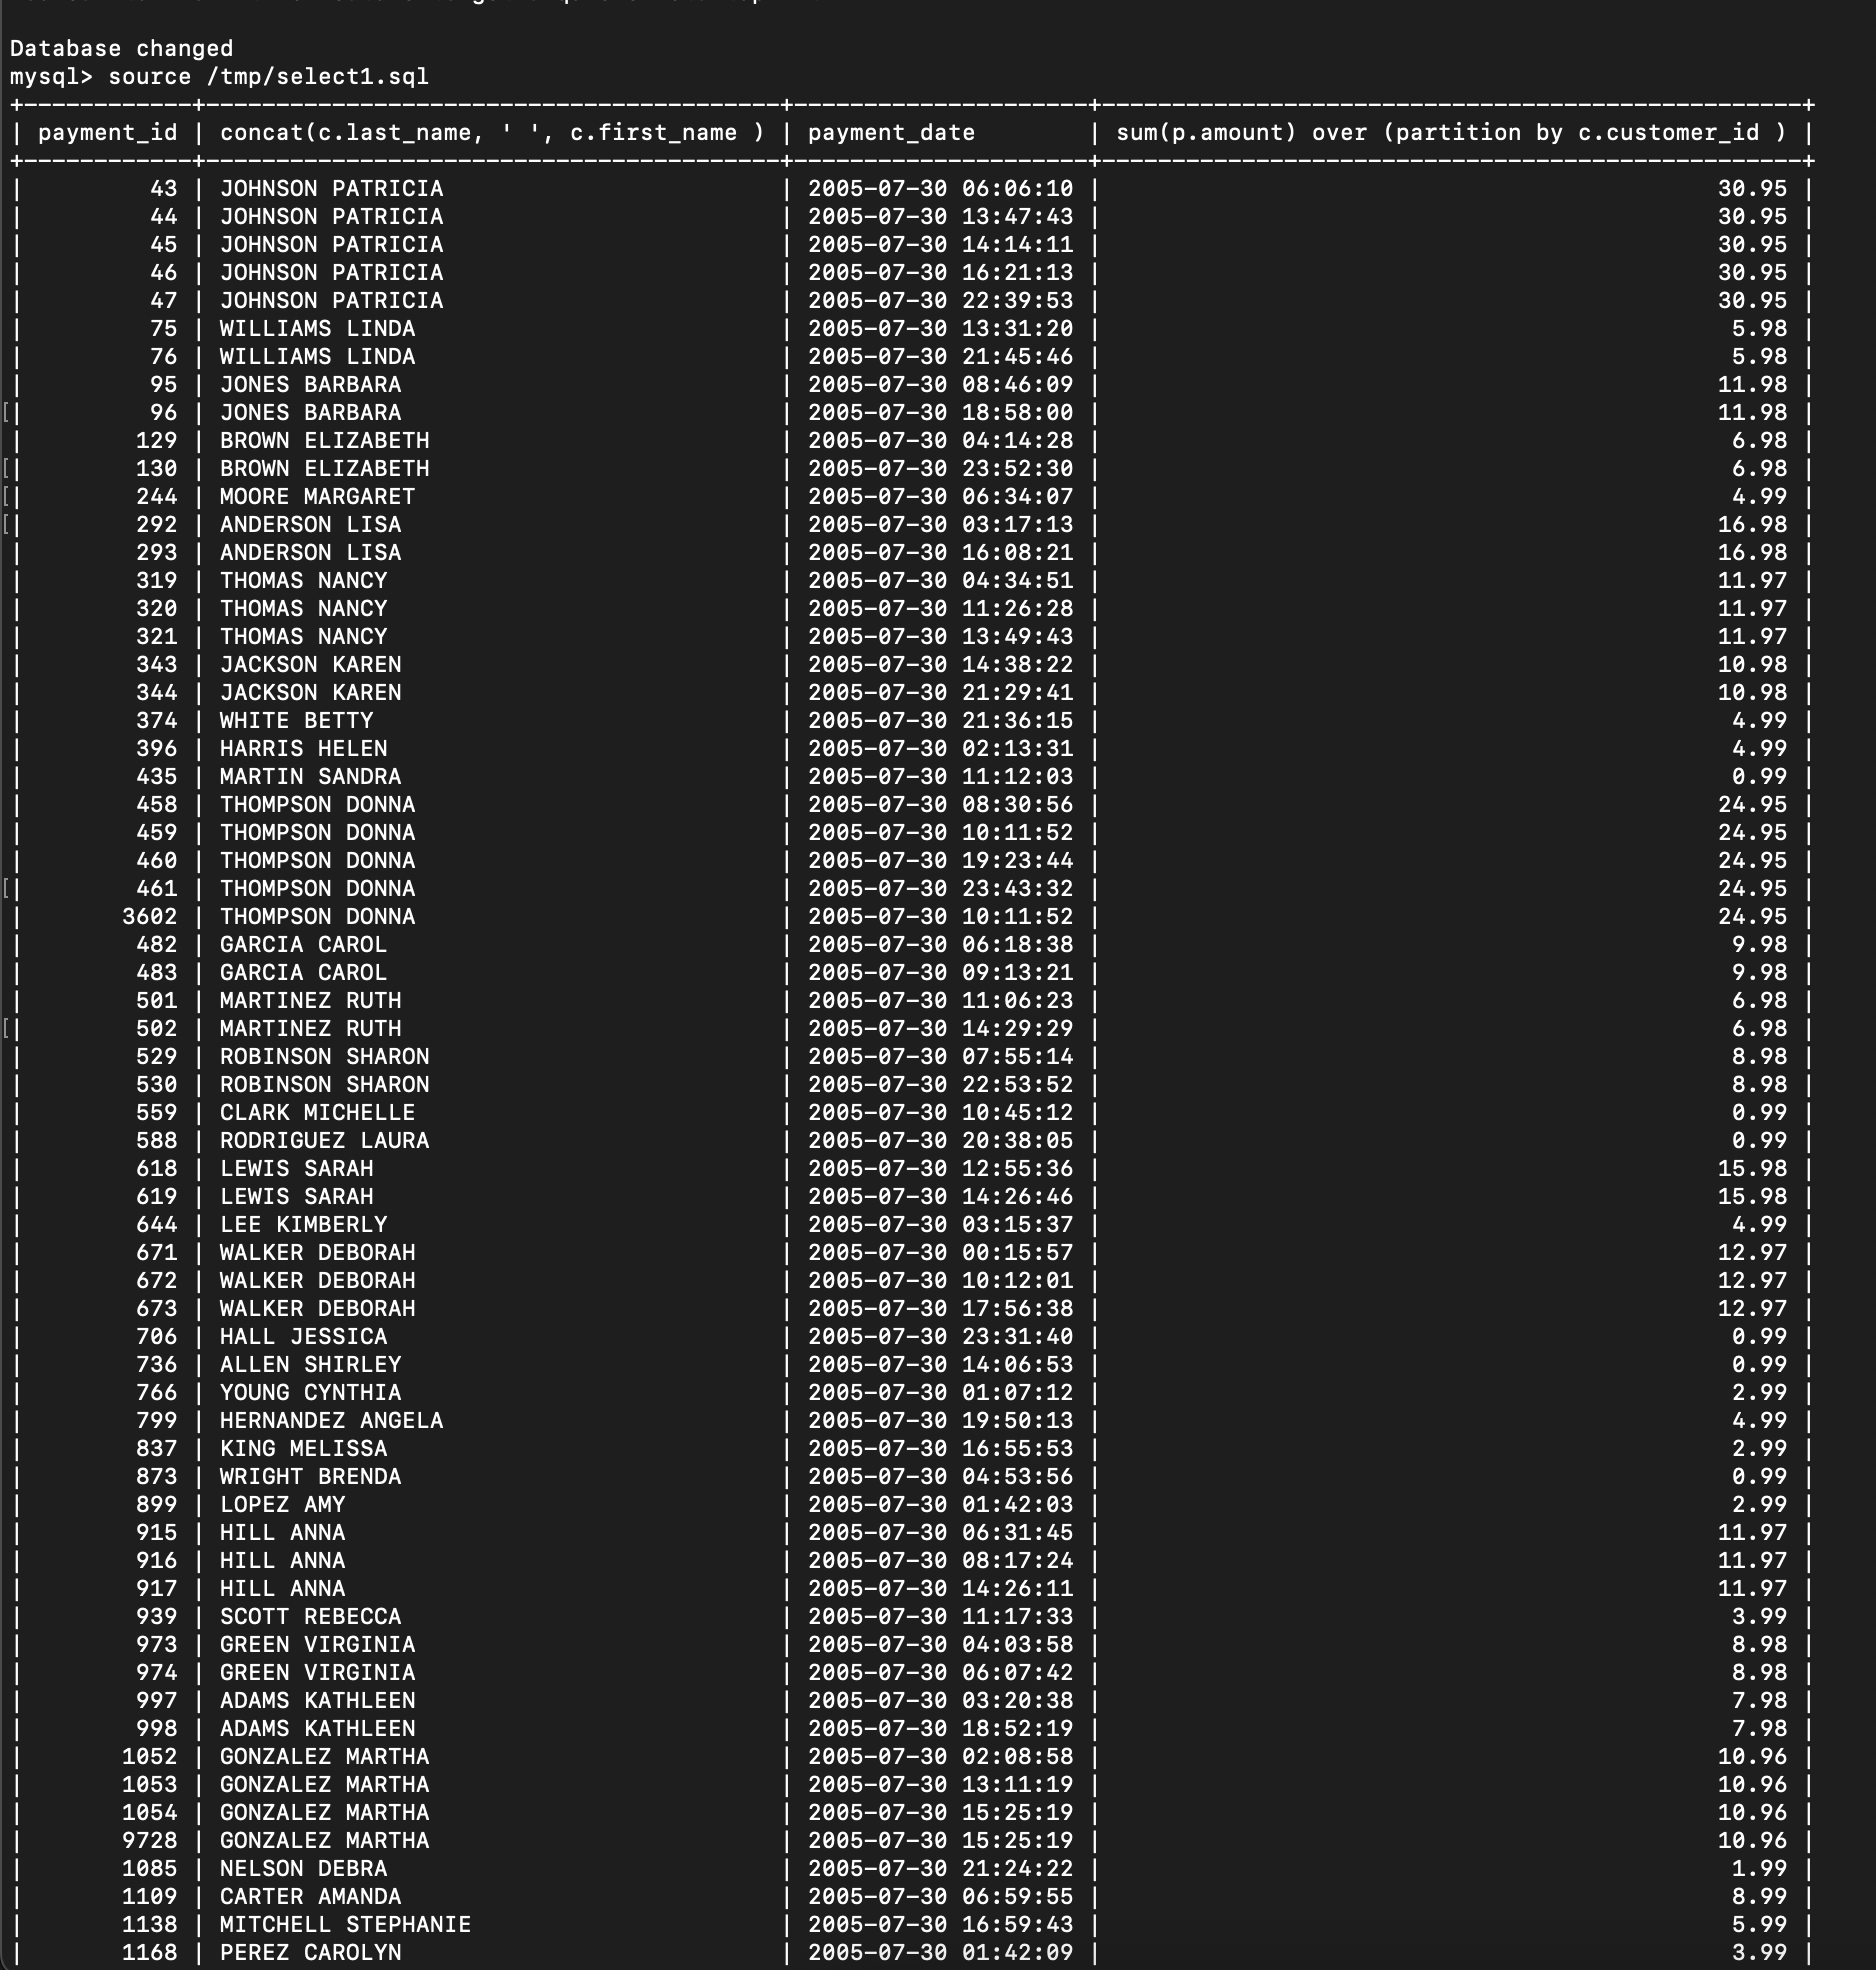 Database changed
mysql> source /tmp/select1.sql
+------------+-----------------------------------------+---------------------+--------------------------------------------------+
| payment_id | concat(c.last_name, ' ', c.first_name ) | payment_date        | sum(p.amount) over (partition by c.customer_id ) |
+------------+-----------------------------------------+---------------------+--------------------------------------------------+
| 43 | JOHNSON PATRICIA | 2005-07-30 06:06:10 | 30.95 |
| 44 | JOHNSON PATRICIA | 2005-07-30 13:47:43 | 30.95 |
| 45 | JOHNSON PATRICIA | 2005-07-30 14:14:11 | 30.95 |
| 46 | JOHNSON PATRICIA | 2005-07-30 16:21:13 | 30.95 |
| 47 | JOHNSON PATRICIA | 2005-07-30 22:39:53 | 30.95 |
| 75 | WILLIAMS LINDA | 2005-07-30 13:31:20 | 5.98 |
| 76 | WILLIAMS LINDA | 2005-07-30 21:45:46 | 5.98 |
| 95 | JONES BARBARA | 2005-07-30 08:46:09 | 11.98 |
[| 96 | JONES BARBARA | 2005-07-30 18:58:00 | 11.98 |
| 129 | BROWN ELIZABETH | 2005-07-30 04:14:28 | 6.98 |
[| 130 | BROWN ELIZABETH | 2005-07-30 23:52:30 | 6.98 |
[| 244 | MOORE MARGARET | 2005-07-30 06:34:07 | 4.99 |
[| 292 | ANDERSON LISA | 2005-07-30 03:17:13 | 16.98 |
| 293 | ANDERSON LISA | 2005-07-30 16:08:21 | 16.98 |
| 319 | THOMAS NANCY | 2005-07-30 04:34:51 | 11.97 |
| 320 | THOMAS NANCY | 2005-07-30 11:26:28 | 11.97 |
| 321 | THOMAS NANCY | 2005-07-30 13:49:43 | 11.97 |
| 343 | JACKSON KAREN | 2005-07-30 14:38:22 | 10.98 |
| 344 | JACKSON KAREN | 2005-07-30 21:29:41 | 10.98 |
| 374 | WHITE BETTY | 2005-07-30 21:36:15 | 4.99 |
| 396 | HARRIS HELEN | 2005-07-30 02:13:31 | 4.99 |
| 435 | MARTIN SANDRA | 2005-07-30 11:12:03 | 0.99 |
| 458 | THOMPSON DONNA | 2005-07-30 08:30:56 | 24.95 |
| 459 | THOMPSON DONNA | 2005-07-30 10:11:52 | 24.95 |
| 460 | THOMPSON DONNA | 2005-07-30 19:23:44 | 24.95 |
[| 461 | THOMPSON DONNA | 2005-07-30 23:43:32 | 24.95 |
| 3602 | THOMPSON DONNA | 2005-07-30 10:11:52 | 24.95 |
| 482 | GARCIA CAROL | 2005-07-30 06:18:38 | 9.98 |
| 483 | GARCIA CAROL | 2005-07-30 09:13:21 | 9.98 |
| 501 | MARTINEZ RUTH | 2005-07-30 11:06:23 | 6.98 |
[| 502 | MARTINEZ RUTH | 2005-07-30 14:29:29 | 6.98 |
| 529 | ROBINSON SHARON | 2005-07-30 07:55:14 | 8.98 |
| 530 | ROBINSON SHARON | 2005-07-30 22:53:52 | 8.98 |
| 559 | CLARK MICHELLE | 2005-07-30 10:45:12 | 0.99 |
| 588 | RODRIGUEZ LAURA | 2005-07-30 20:38:05 | 0.99 |
| 618 | LEWIS SARAH | 2005-07-30 12:55:36 | 15.98 |
| 619 | LEWIS SARAH | 2005-07-30 14:26:46 | 15.98 |
| 644 | LEE KIMBERLY | 2005-07-30 03:15:37 | 4.99 |
| 671 | WALKER DEBORAH | 2005-07-30 00:15:57 | 12.97 |
| 672 | WALKER DEBORAH | 2005-07-30 10:12:01 | 12.97 |
| 673 | WALKER DEBORAH | 2005-07-30 17:56:38 | 12.97 |
| 706 | HALL JESSICA | 2005-07-30 23:31:40 | 0.99 |
| 736 | ALLEN SHIRLEY | 2005-07-30 14:06:53 | 0.99 |
| 766 | YOUNG CYNTHIA | 2005-07-30 01:07:12 | 2.99 |
| 799 | HERNANDEZ ANGELA | 2005-07-30 19:50:13 | 4.99 |
| 837 | KING MELISSA | 2005-07-30 16:55:53 | 2.99 |
| 873 | WRIGHT BRENDA | 2005-07-30 04:53:56 | 0.99 |
| 899 | LOPEZ AMY | 2005-07-30 01:42:03 | 2.99 |
| 915 | HILL ANNA | 2005-07-30 06:31:45 | 11.97 |
| 916 | HILL ANNA | 2005-07-30 08:17:24 | 11.97 |
| 917 | HILL ANNA | 2005-07-30 14:26:11 | 11.97 |
| 939 | SCOTT REBECCA | 2005-07-30 11:17:33 | 3.99 |
| 973 | GREEN VIRGINIA | 2005-07-30 04:03:58 | 8.98 |
| 974 | GREEN VIRGINIA | 2005-07-30 06:07:42 | 8.98 |
| 997 | ADAMS KATHLEEN | 2005-07-30 03:20:38 | 7.98 |
| 998 | ADAMS KATHLEEN | 2005-07-30 18:52:19 | 7.98 |
| 1052 | GONZALEZ MARTHA | 2005-07-30 02:08:58 | 10.96 |
| 1053 | GONZALEZ MARTHA | 2005-07-30 13:11:19 | 10.96 |
| 1054 | GONZALEZ MARTHA | 2005-07-30 15:25:19 | 10.96 |
| 9728 | GONZALEZ MARTHA | 2005-07-30 15:25:19 | 10.96 |
| 1085 | NELSON DEBRA | 2005-07-30 21:24:22 | 1.99 |
| 1109 | CARTER AMANDA | 2005-07-30 06:59:55 | 8.99 |
| 1138 | MITCHELL STEPHANIE | 2005-07-30 16:59:43 | 5.99 |
| 1168 | PEREZ CAROLYN | 2005-07-30 01:42:09 | 3.99 |